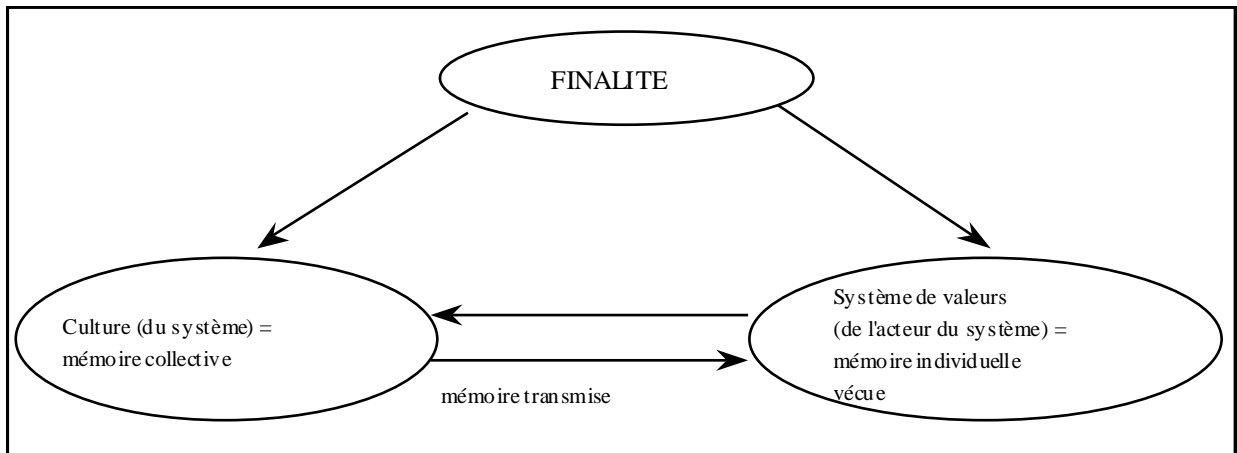 FINALITE
Culture (du système) =
mémoire collective
Système de valeurs
(de l'acteur du système) =
mémoire individuelle
vécue
mémoire transmise